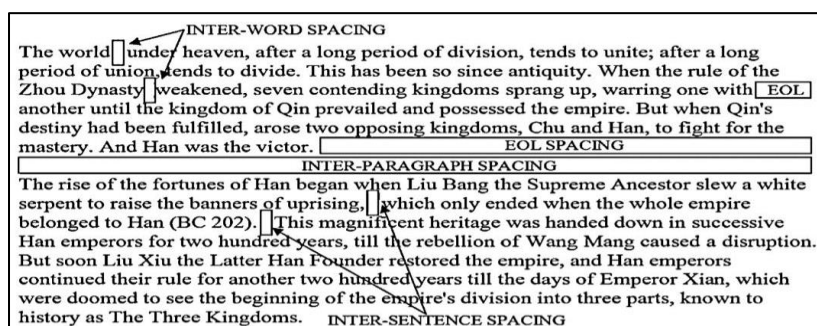 INTER-WORD SPACING
The world under heaven, after a long period of division, tends to unite; after a long
period of union, tends to divide. This has been so since antiquity. When the rule of the
Zhou Dynasty weakened, seven contending kingdoms sprang up, warring one with EOL
another until the kingdom of Qin prevailed and possessed the empire. But when Qin's
destiny had been fulfilled, arose two opposing kingdoms, Chu and Han, to fight for the
mastery. And Han was the victor. EOL SPACING
INTER-PARAGRAPH SPACING
The rise of the fortunes of Han began when Liu Bang the Supreme Ancestor slew a white
serpent to raise the banners of uprising, which only ended when the whole empire
belonged to Han (BC 202). This magnificent heritage was handed down in successive
Han emperors for two hundred years, till the rebellion of Wang Mang caused a disruption.
But soon Liu Xiu the Latter Han Founder restored the empire, and Han emperors
continued their rule for another two hundred years till the days of Emperor Xian, which
were doomed to see the beginning of the empire's division into three parts, known to
history as The Three Kingdoms. INTER-SENTENCE SPACING